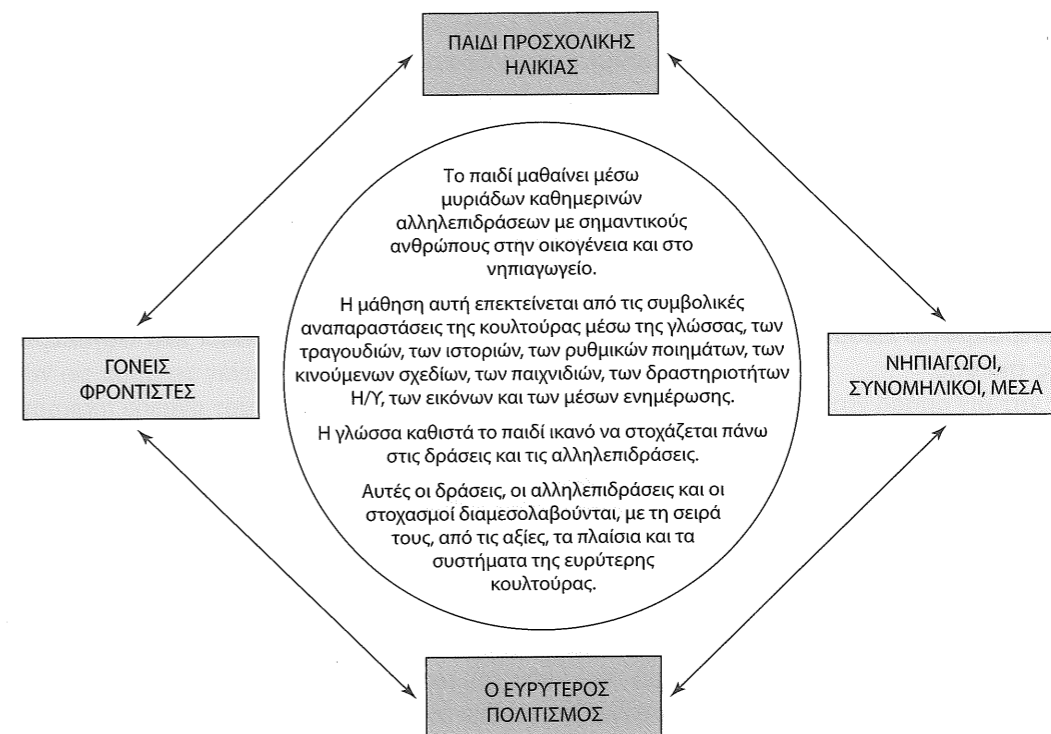 ΠΑΙΔΙ ΠΡΟΣΧΟΛΙΚΗΣ
ΗΛΙΚΙΑΣ
Το παιδί μαθαίνει μέσω
μυριάδων καθημερινών
αλληλεπιδράσεων με σημαντικούς
ανθρώπους στην οικογένεια και στο
νηπιαγωγείο.
Η μάθηση αυτή επεκτείνεται από τις συμβολικές
αναπαραστάσεις της κουλτούρας μέσω της γλώσσας, των
τραγουδιών, των ιστοριών, των ρυθμικών ποιημάτων, των
κινούμενων σχεδίων, των παιχνιδιών, των δραστηριοτήτων
Η/Υ, των εικόνων και των μέσων ενημέρωσης.
Η γλώσσα καθιστά το παιδί ικανό να στοχάζεται πάνω
στις δράσεις και τις αλληλεπιδράσεις.
Αυτές οι δράσεις, οι αλληλεπιδράσεις και οι
στοχασμοί διαμεσολαβούνται, με τη σειρά
τους, από τις αξίες, τα πλαίσια και τα
συστήματα της ευρύτερης
κουλτούρας.
ΓΟΝΕΙΣ
ΦΡΟΝΤΙΣΤΕΣ
ΝΗΠΙΑΓΩΓΟΙ,
ΣΥΝΟΜΗΛΙΚΟΙ, ΜΕΣΑ
Ο ΕΥΡΥΤΕΡΟΣ
ΠΟΛΙΤΙΣΜΟΣ